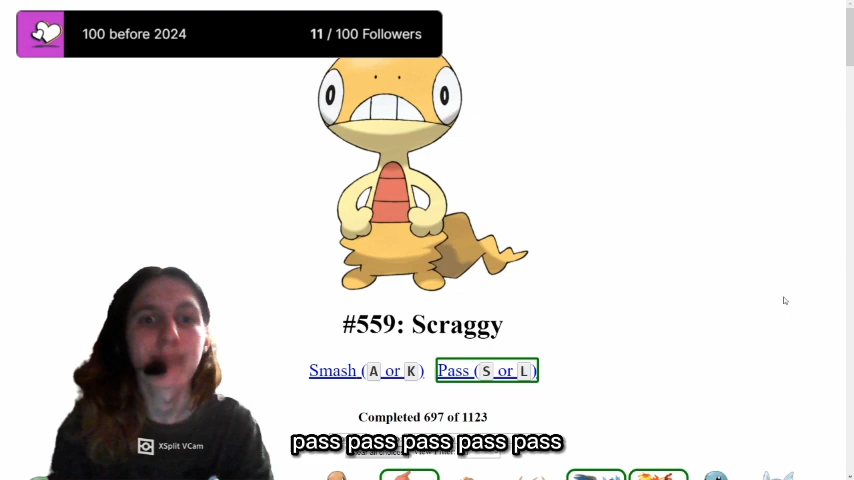 100 before 2024
11 / 100 Followers
#559: Scraggy
Smash (A or K) Pass (S or L)
Completed 697 of 1123
XSplit VCam
pass pass pass pass pass